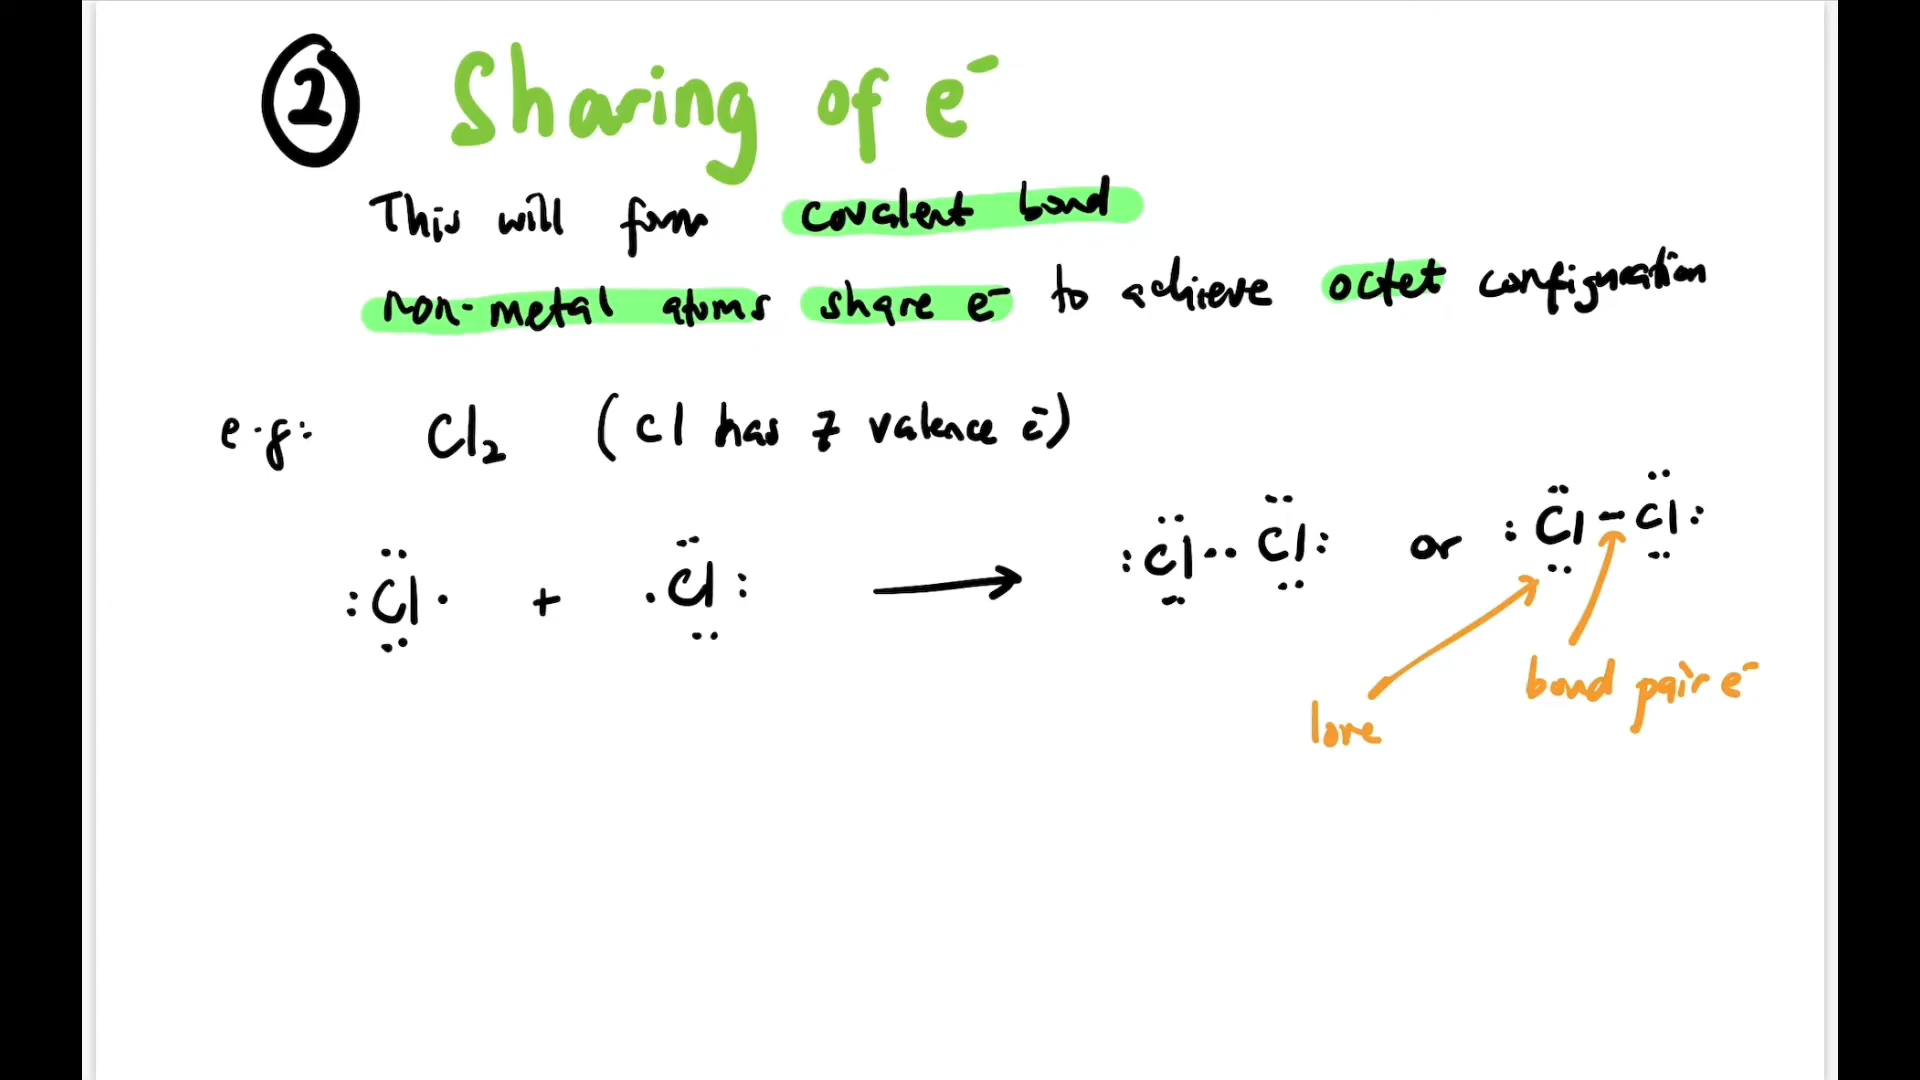 ② Sharing of e⁻
This will form covalent bond
non-metal atoms share e⁻ to achieve octet configuration
e.g: Cl₂ (Cl has 7 valence e⁻)
:Cl· + ·Cl: → :Cl··Cl: or :Cl-Cl:
bond pair e⁻
lone